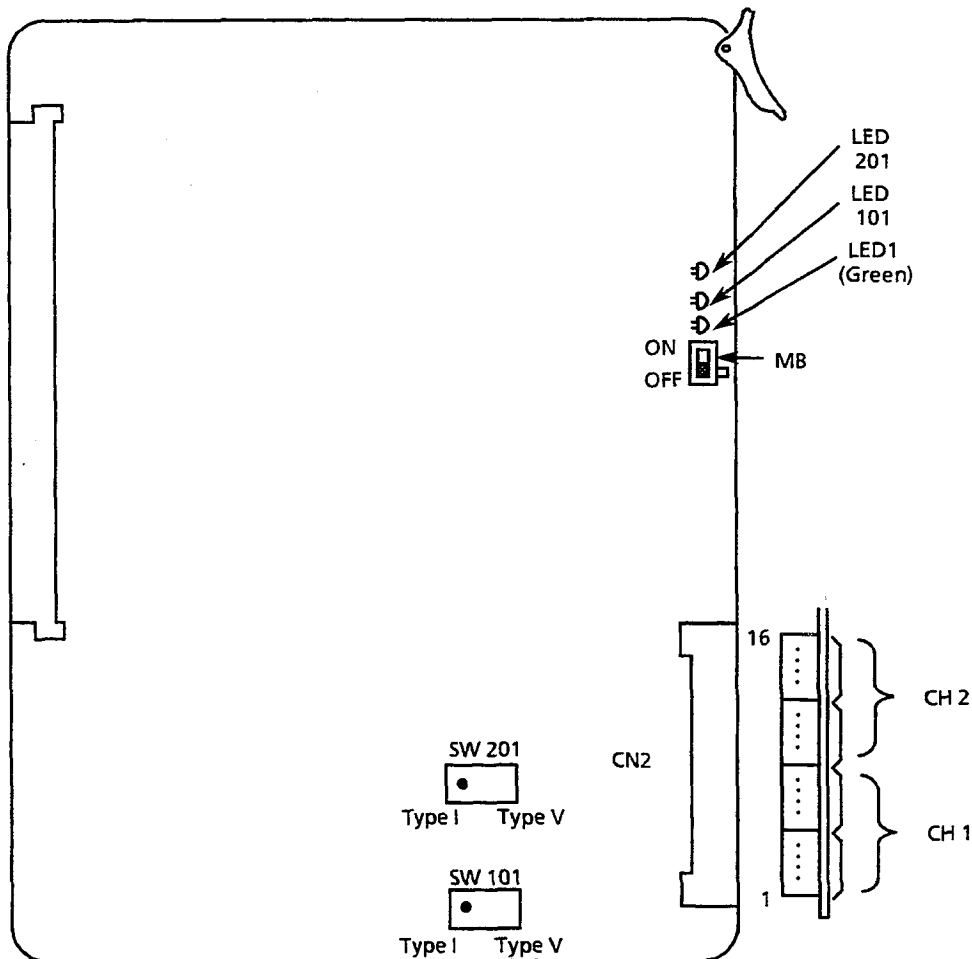 LED
201
LED
101
LED1
(Green)
ON
MB
OFF
16
CH 2
CN2
SW 201
Type I Type V
CH 1
SW 101
1
Type I Type V